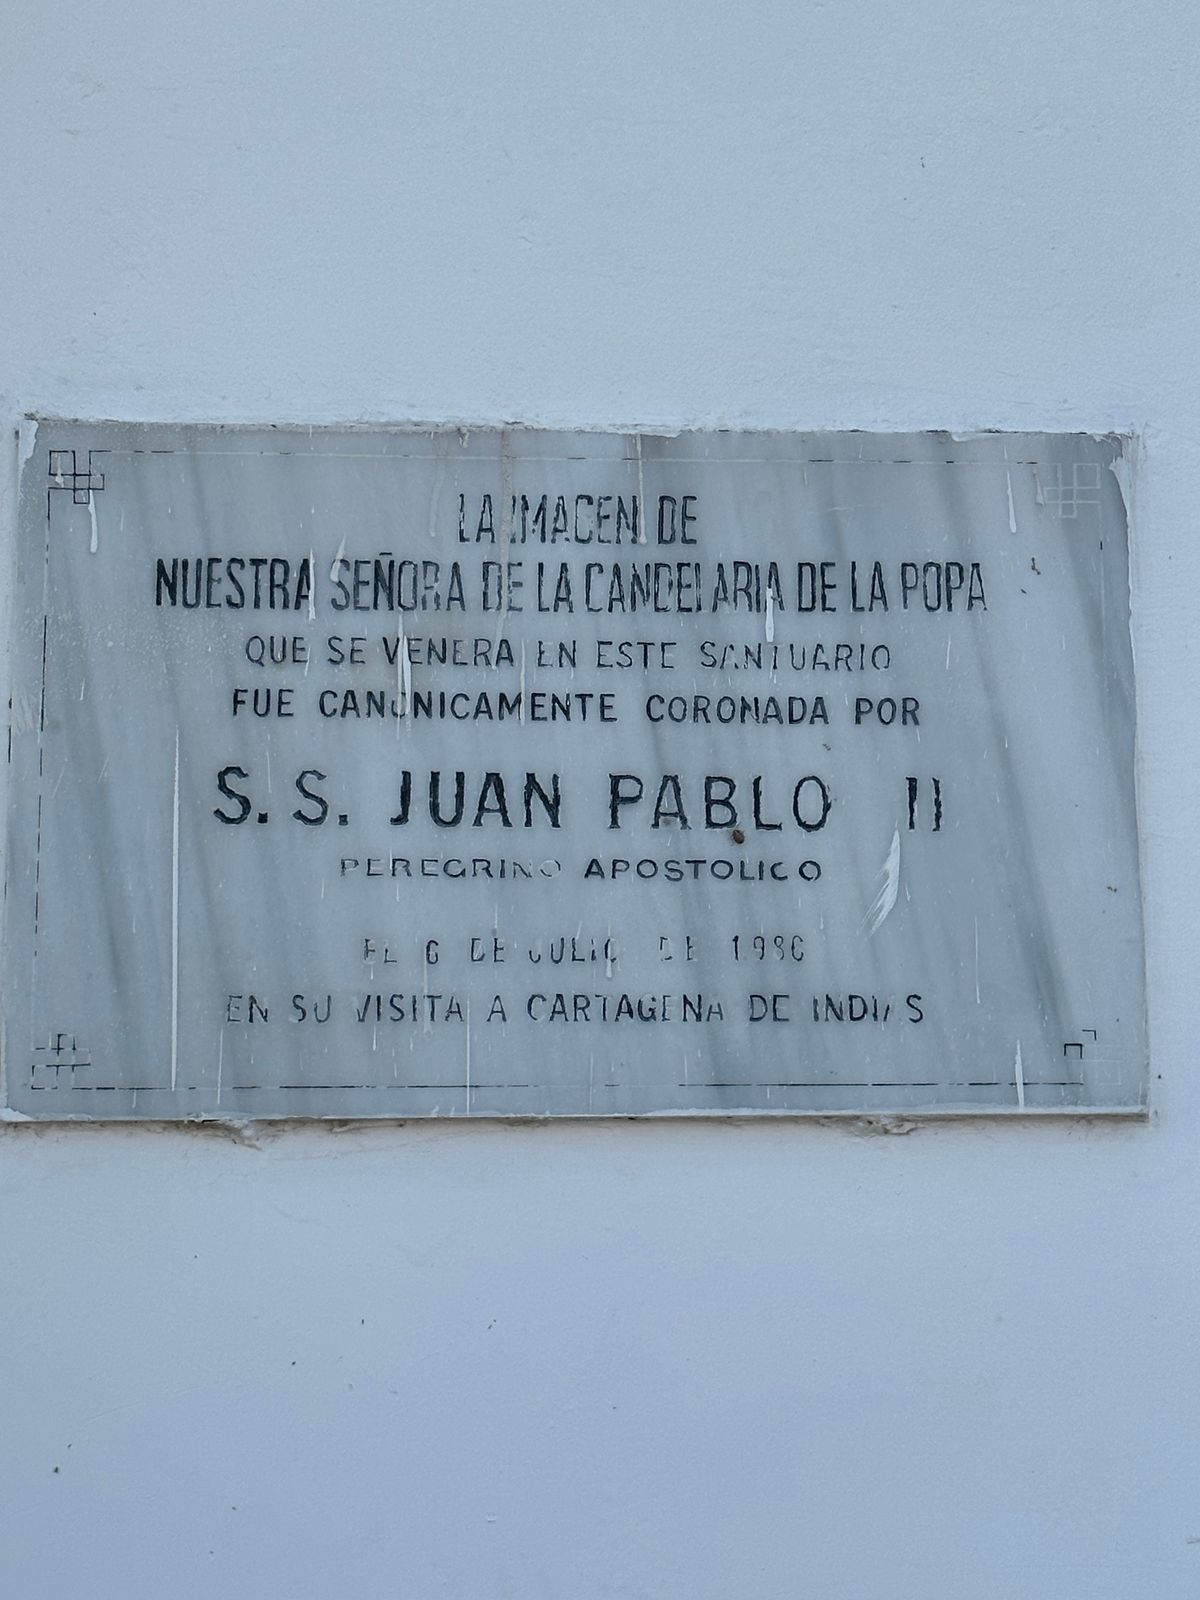 LA IMAGEN DE
NUESTRA SEÑORA DE LA CANDELARIA DE LA POPA
QUE SE VENERA EN ESTE SANTUARIO
FUE CANONICAMENTE CORONADA POR
S. S. JUAN PABLO II
PEREGRINO APOSTOLICO
EL 6 DE JULIO DE 1986
EN SU VISITA A CARTAGENA DE INDIAS